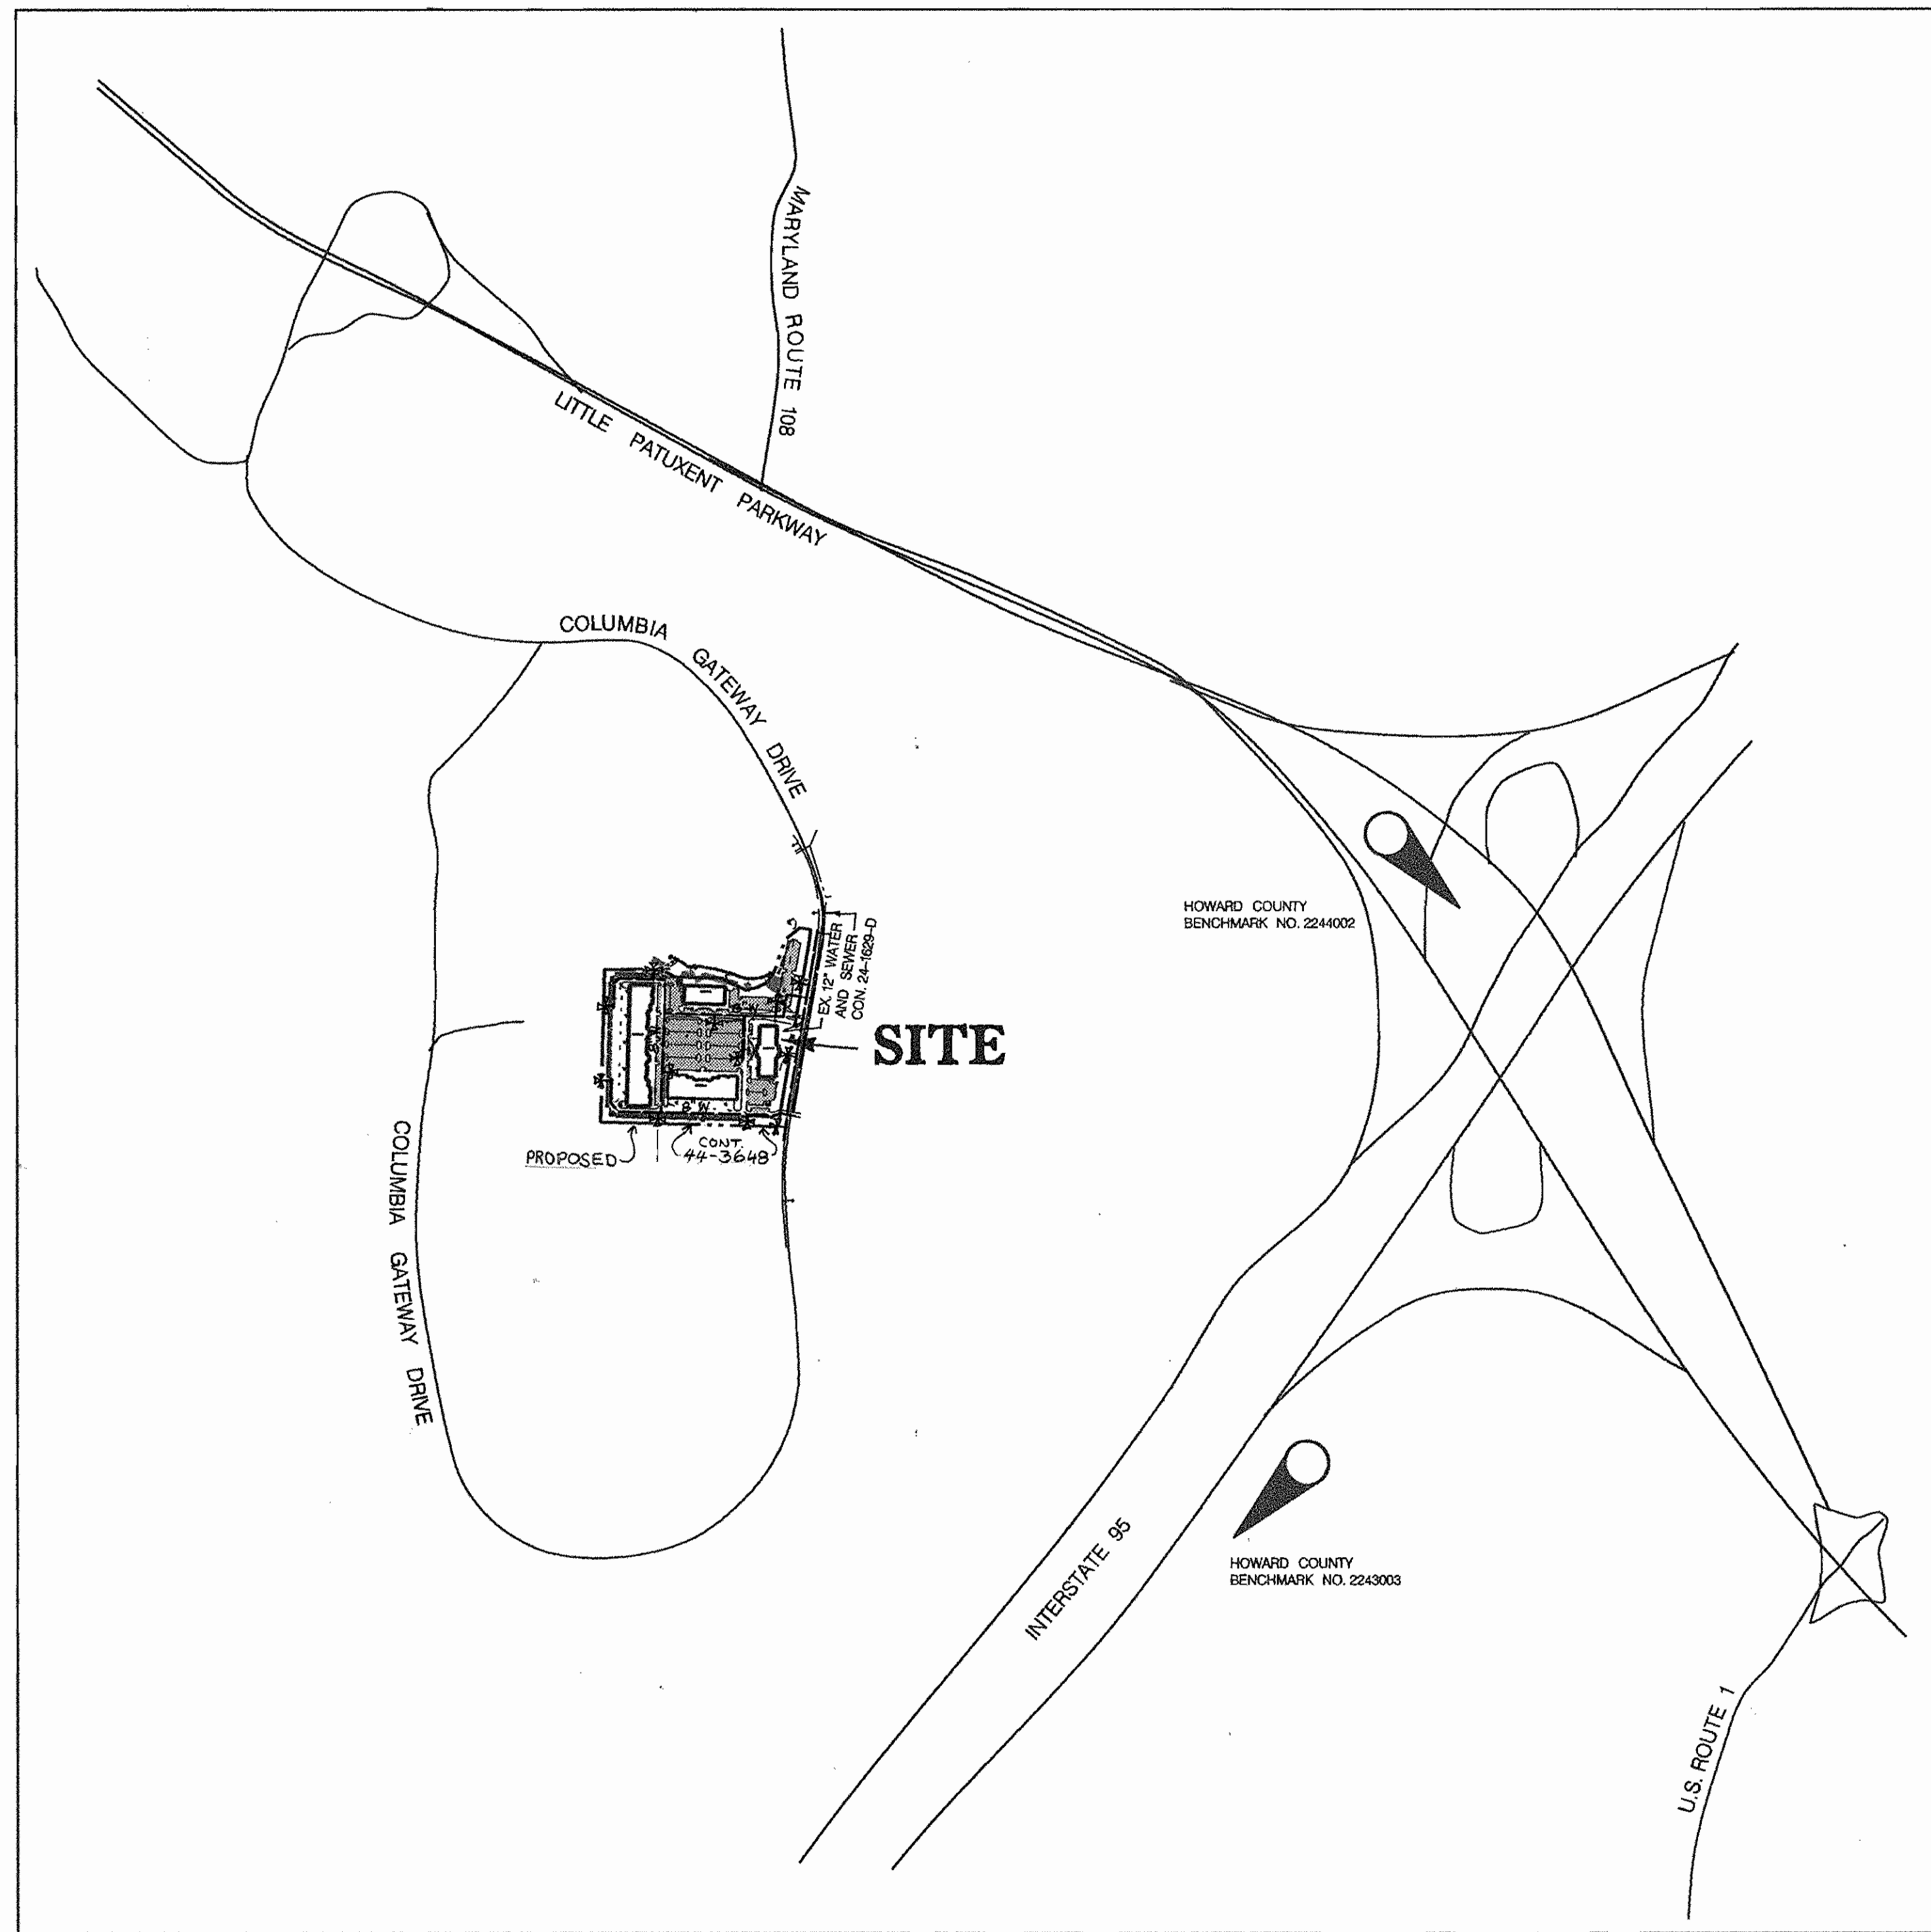 MARYLAND ROUTE 108
LITTLE PATUXENT PARKWAY
COLUMBIA GATEWAY DRIVE
HOWARD COUNTY
BENCHMARK NO. 2244002
EX. 12" WATER
AND SEWER
CON. 24-1629-D
SITE
8" W.
PROPOSED
CONT.
44-3648
COLUMBIA GATEWAY DRIVE
HOWARD COUNTY
BENCHMARK NO. 2243003
INTERSTATE 95
U.S. ROUTE 1